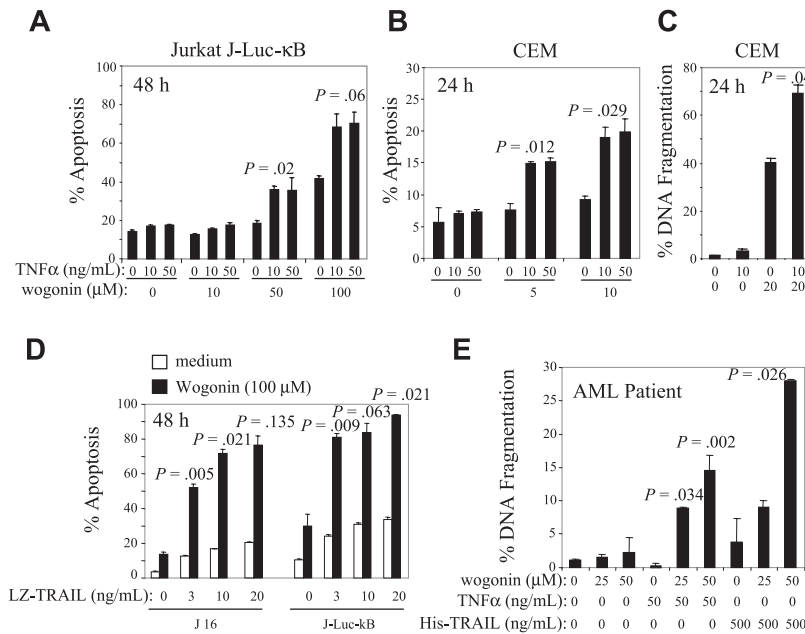 A
Jurkat J-Luc-κB
48 h
% Apoptosis
100
80
60
40
20
0
P = .02
P = .06
TNFα (ng/mL): 0 10 50 0 10 50 0 10 50 0 10 50
wogonin (μM): 0 10 50 100
B
CEM
24 h
% Apoptosis
30
25
20
15
10
5
0
P = .012
P = .029
0 10 50 0 10 50 0 10 50
0 5 10
C
CEM
24 h
% DNA Fragmentation
80
60
40
20
0
0 10 0 10
0 0 20 20
D
medium
Wogonin (100 μM)
48 h
% Apoptosis
100
80
60
40
20
0
P = .005
P = .021
P = .135
P = .009
P = .063
P = .021
LZ-TRAIL (ng/mL): 0 3 10 20 0 3 10 20
J 16 J-Luc-kB
E
AML Patient
% DNA Fragmentation
30
25
20
15
10
5
0
P = .034
P = .002
P = .026
wogonin (μM): 0 25 50 0 25 50 0 25 50
TNFα (ng/mL): 0 0 0 50 50 50 0 0 0
His-TRAIL (ng/mL): 0 0 0 0 0 0 500 500 500